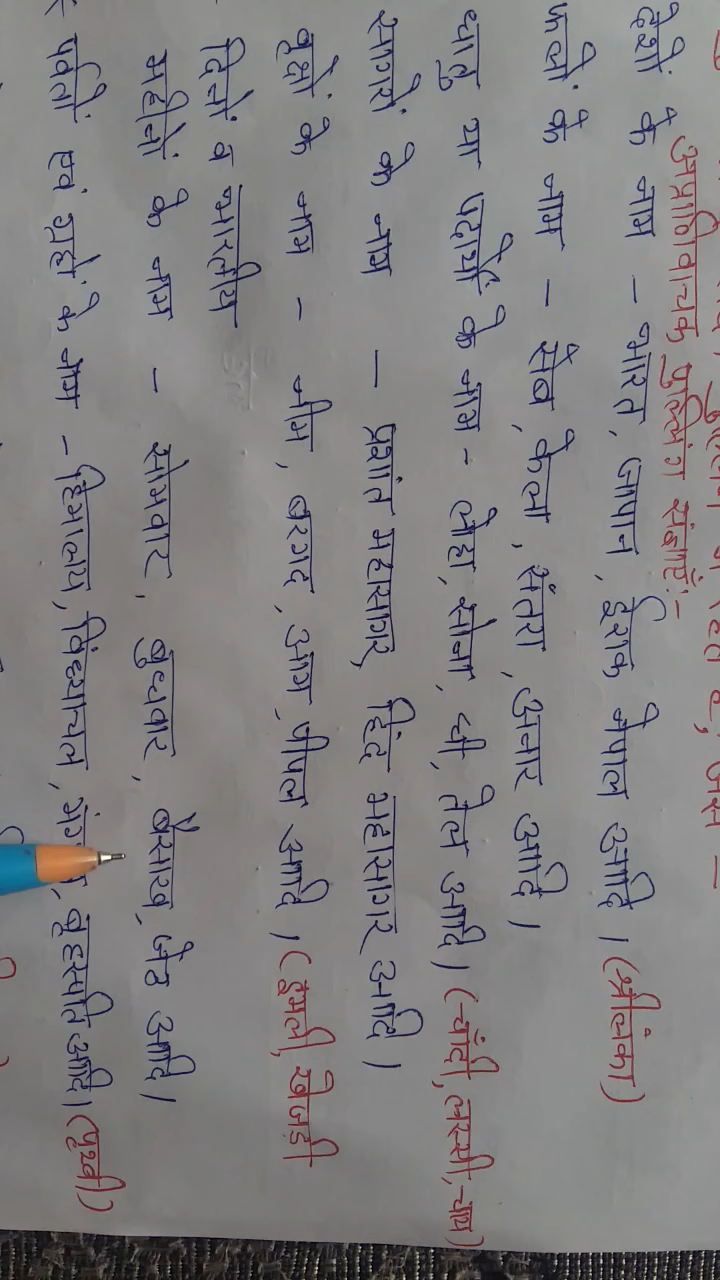 अप्राणिवाचक पुल्लिंग संज्ञाएँ:-
देशों के नाम - भारत, जापान, ईराक, नेपाल आदि। (श्रीलंका)
फलों के नाम - सेब, केला, संतरा, अनार आदि।
धातु या पदार्थों के नाम - लोहा, सोना, घी, तेल आदि। (चाँदी, लस्सी, चाय)
सागरों के नाम - प्रशांत महासागर, हिंद महासागर आदि।
वृक्षों के नाम - नीम, बरगद, आम, पीपल आदि। (इमली, खेजड़ी
दिनों व भारतीय
महीनों के नाम - सोमवार, बुधवार, बैसाख, जेठ आदि।
पर्वतों एवं ग्रहों के नाम - हिमालय, विंध्याचल, बृहस्पति आदि। (पृथ्वी)